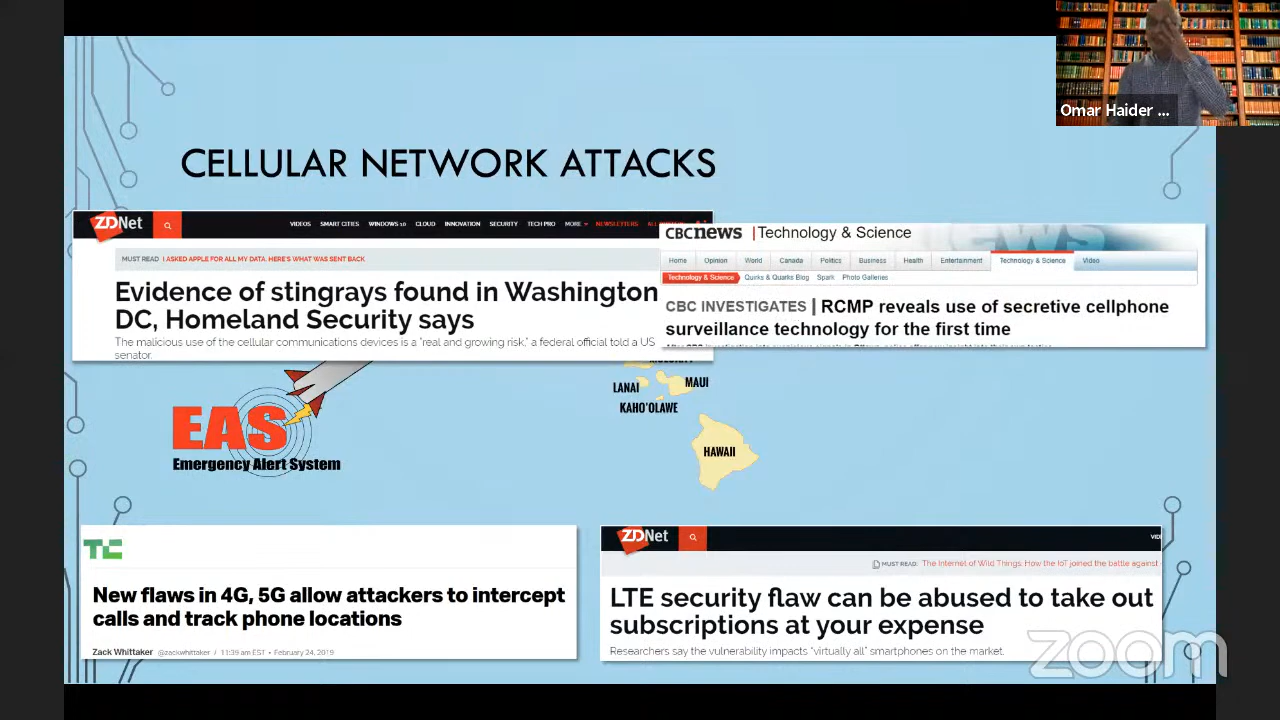 Omar Haider ...
CELLULAR NETWORK ATTACKS
ZDNet
VIDEOS SMART CITIES WINDOWS 10 CLOUD INNOVATION SECURITY TECH PRO MORE NEWSLETTERS
MUST READ I ASKED APPLE FOR ALL MY DATA. HERE'S WHAT WAS SENT BACK
Evidence of stingrays found in Washington
DC, Homeland Security says
The malicious use of the cellular communications devices is a "real and growing risk," a federal official told a US
senator.
CBCnews | Technology & Science
Home Opinion World Canada Politics Business Health Entertainment Technology & Science Video
Technology & Science Quirks & Quarks Blog Spark Photo Galleries
CBC INVESTIGATES | RCMP reveals use of secretive cellphone
surveillance technology for the first time
LANAI
MAUI
KAHO'OLAWE
HAWAII
EAS
Emergency Alert System
TC
New flaws in 4G, 5G allow attackers to intercept
calls and track phone locations
Zack Whittaker @zackwhittaker / 11:39 am EST • February 24, 2019
ZDNet
MUST READ: The Internet of Wild Things: How the IoT joined the battle against
LTE security flaw can be abused to take out
subscriptions at your expense
Researchers say the vulnerability impacts "virtually all" smartphones on the market.
zoom